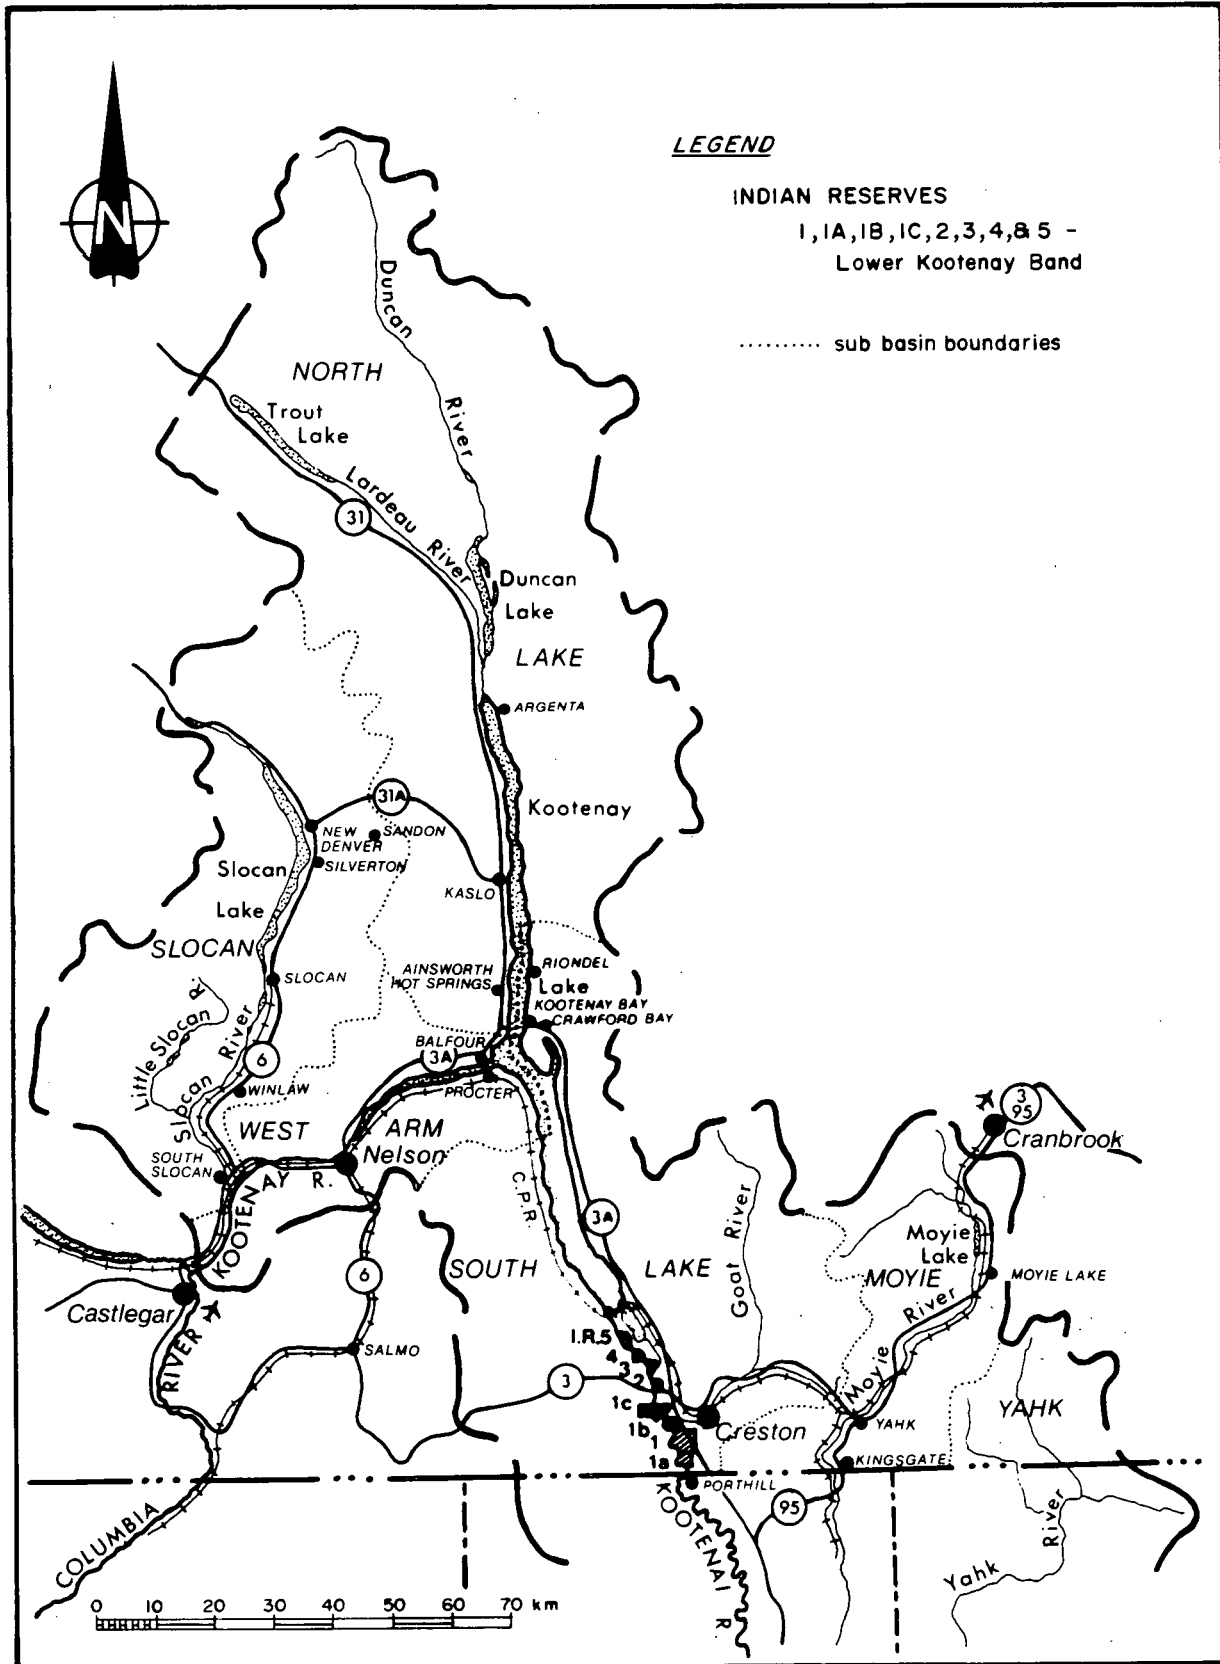 LEGEND
INDIAN RESERVES
1, 1A, 1B, 1C, 2, 3, 4, & 5 -
Lower Kootenay Band
.......... sub basin boundaries
N
Duncan
River
NORTH
Trout
Lake
Lardeau
River
31
Duncan
Lake
LAKE
ARGENTA
Kootenay
31A
NEW
DENVER
SANDON
SILVERTON
Slocan
Lake
KASLO
SLOCAN
SLOCAN
AINSWORTH
HOT SPRINGS
RIONDEL
Lake
KOOTENAY BAY
CRAWFORD BAY
Little Slocan R.
Slocan River
6
BALFOUR
3A
WINLAW
PROCTER
WEST
ARM
Nelson
SOUTH
SLOCAN
KOOTENAY R.
C.P.R.
3
95
Cranbrook
3A
Goat River
Moyie
Lake
MOYIE
MOYIE LAKE
SOUTH
LAKE
6
Castlegar
RIVER
SALMO
Moyie River
I.R.5
4
3
2
3
1c
1b
1
1a
Creston
YAHK
YAHK
KINGSGATE
PORTHILL
95
KOOTENAI R.
COLUMBIA
Yahk River
0 10 20 30 40 50 60 70 km